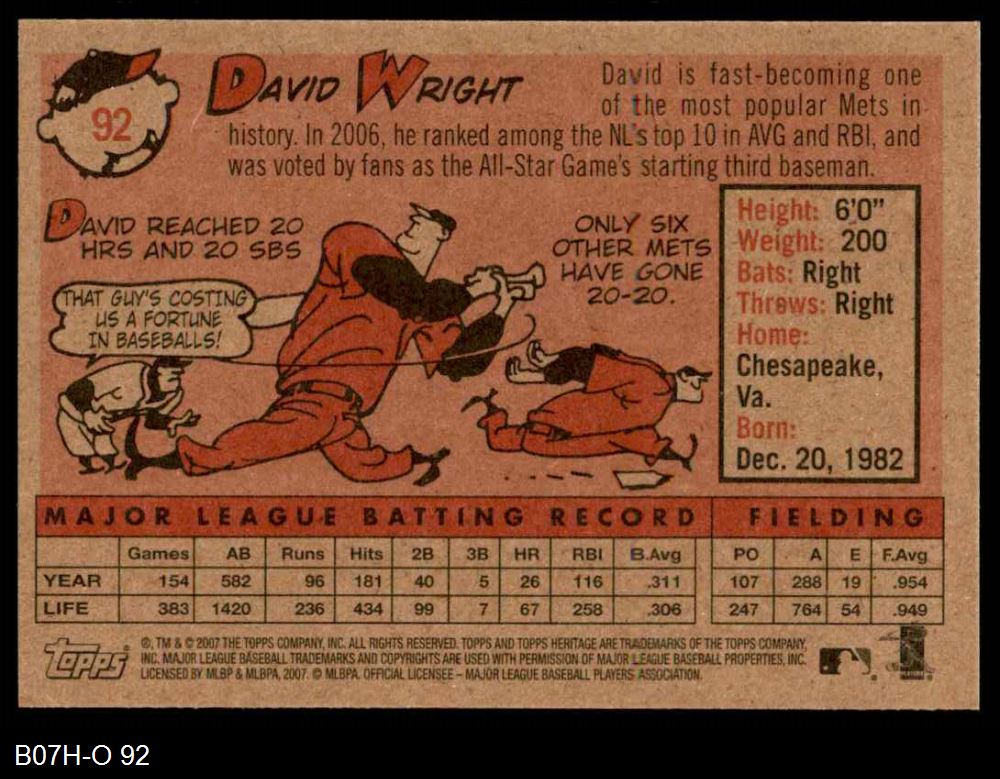 92
DAVID WRIGHT
David is fast-becoming one
of the most popular Mets in
history. In 2006, he ranked among the NL's top 10 in AVG and RBI, and
was voted by fans as the All-Star Game's starting third baseman.
DAVID REACHED 20
HRS AND 20 SBS
THAT GUY'S COSTING
US A FORTUNE
IN BASEBALLS!
ONLY SIX
OTHER METS
HAVE GONE
20-20.
Height: 6'0"
Weight: 200
Bats: Right
Throws: Right
Home:
Chesapeake,
Va.
Born:
Dec. 20, 1982
MAJOR LEAGUE BATTING RECORD FIELDING
Games AB Runs Hits 2B 3B HR RBI B.Avg PO A E F.Avg
YEAR 154 582 96 181 40 5 26 116 .311 107 288 19 .954
LIFE 383 1420 236 434 99 7 67 258 .306 247 764 54 .949
Topps
®, TM & © 2007 THE TOPPS COMPANY, INC. ALL RIGHTS RESERVED. TOPPS AND TOPPS HERITAGE ARE TRADEMARKS OF THE TOPPS COMPANY,
INC. MAJOR LEAGUE BASEBALL TRADEMARKS AND COPYRIGHTS ARE USED WITH PERMISSION OF MAJOR LEAGUE BASEBALL PROPERTIES, INC.
LICENSED BY MLBP & MLBPA, 2007. © MLBPA. OFFICIAL LICENSEE – MAJOR LEAGUE BASEBALL PLAYERS ASSOCIATION.
B07H-O 92